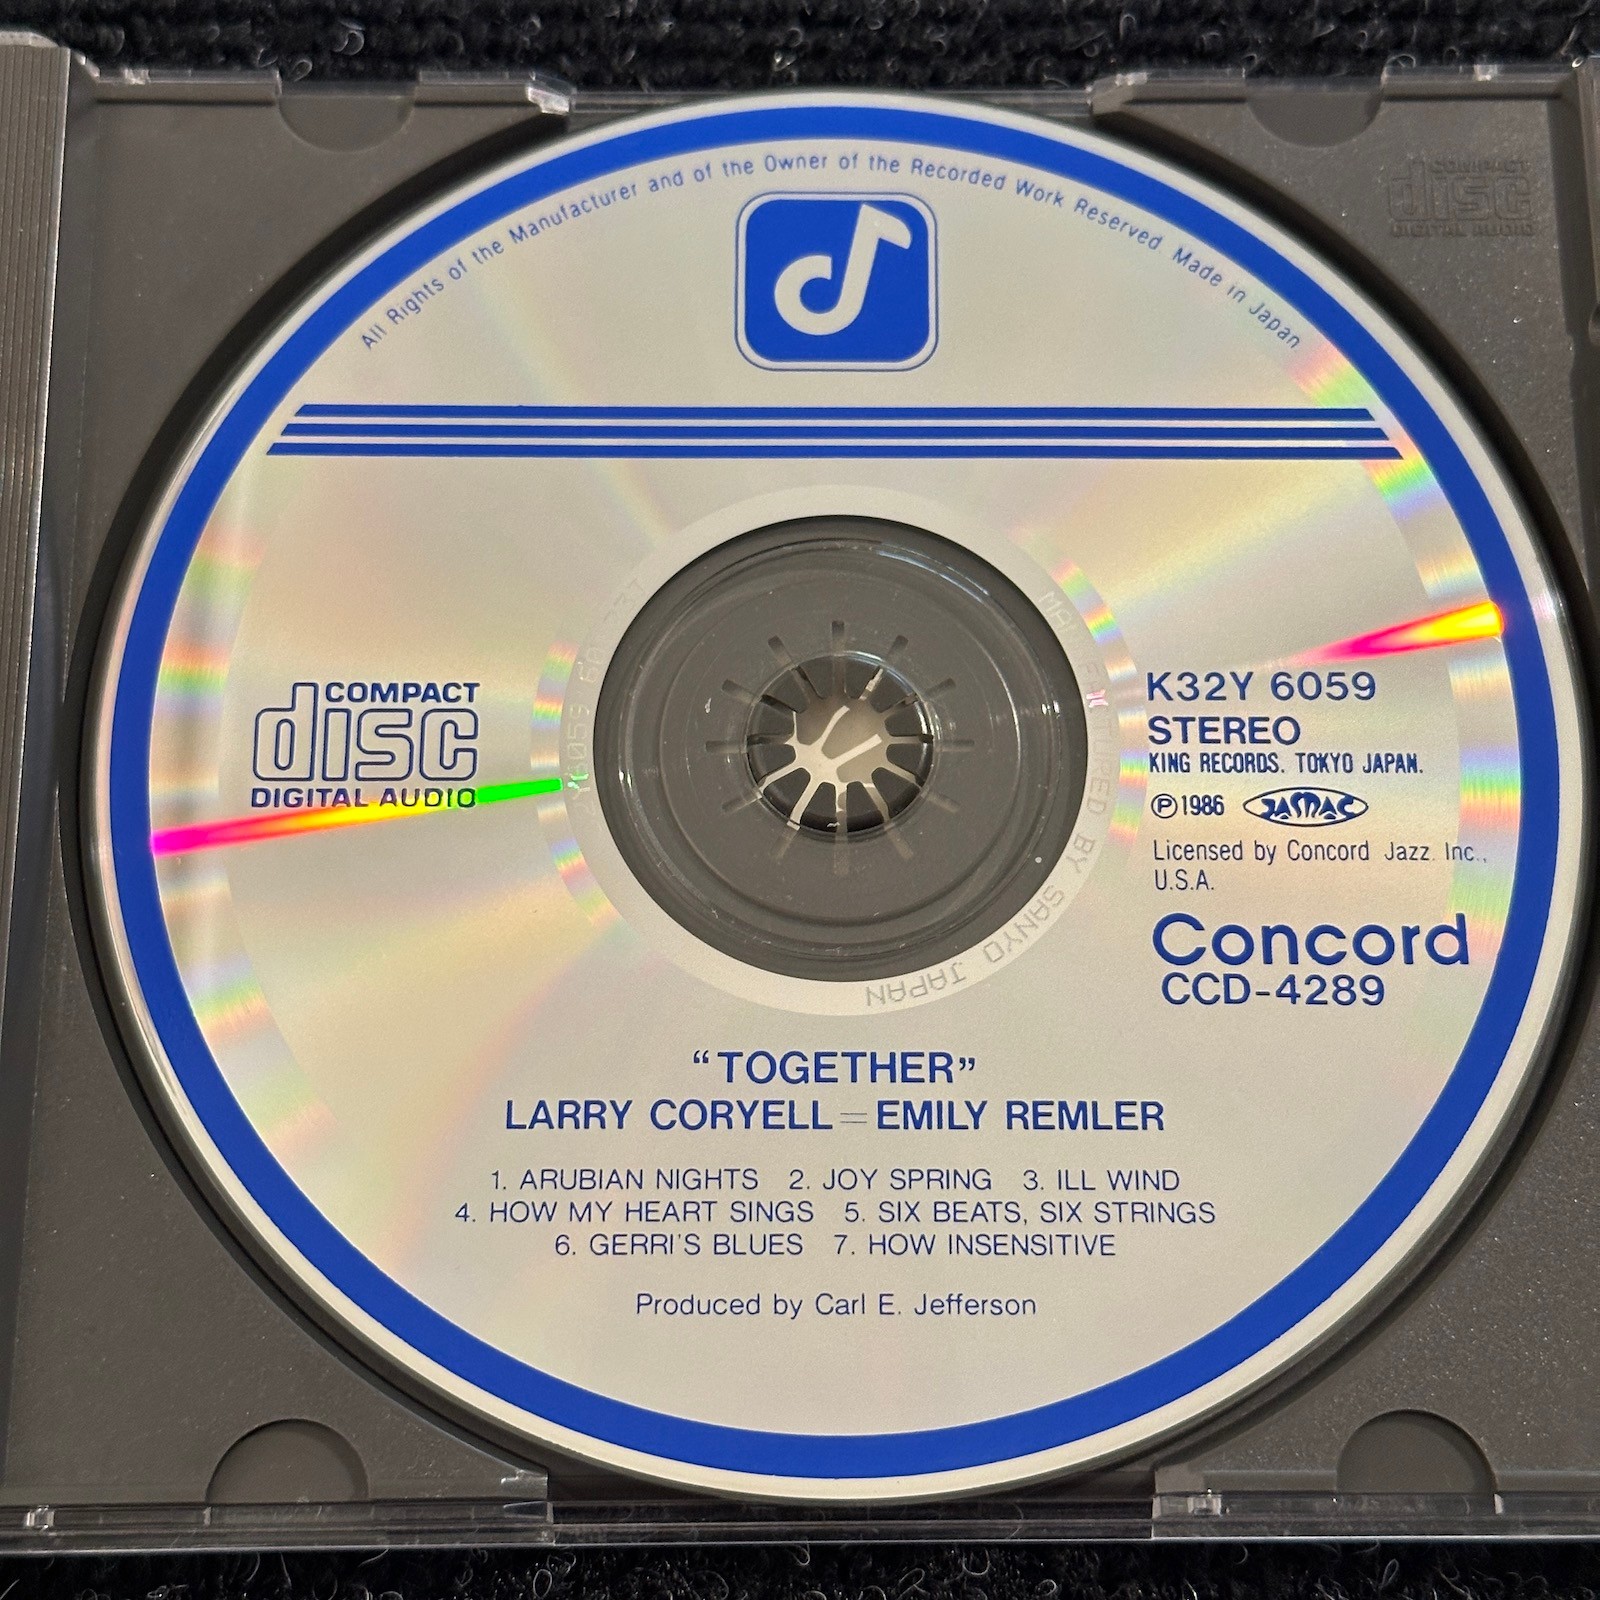 All Rights of the Manufacturer and of the Owner of the Recorded Work Reserved. Made in Japan
COMPACT
disc
DIGITAL AUDIO
COMPACT
disc
DIGITAL AUDIO
K32Y 6059
STEREO
KING RECORDS. TOKYO JAPAN.
Ⓟ1986 JASRAC
Licensed by Concord Jazz. Inc.,
U.S.A.
Concord
CCD-4289
BY SANYO JAPAN
“TOGETHER”
LARRY CORYELL=EMILY REMLER
1. ARUBIAN NIGHTS 2. JOY SPRING 3. ILL WIND
4. HOW MY HEART SINGS 5. SIX BEATS, SIX STRINGS
6. GERRI'S BLUES 7. HOW INSENSITIVE
Produced by Carl E. Jefferson